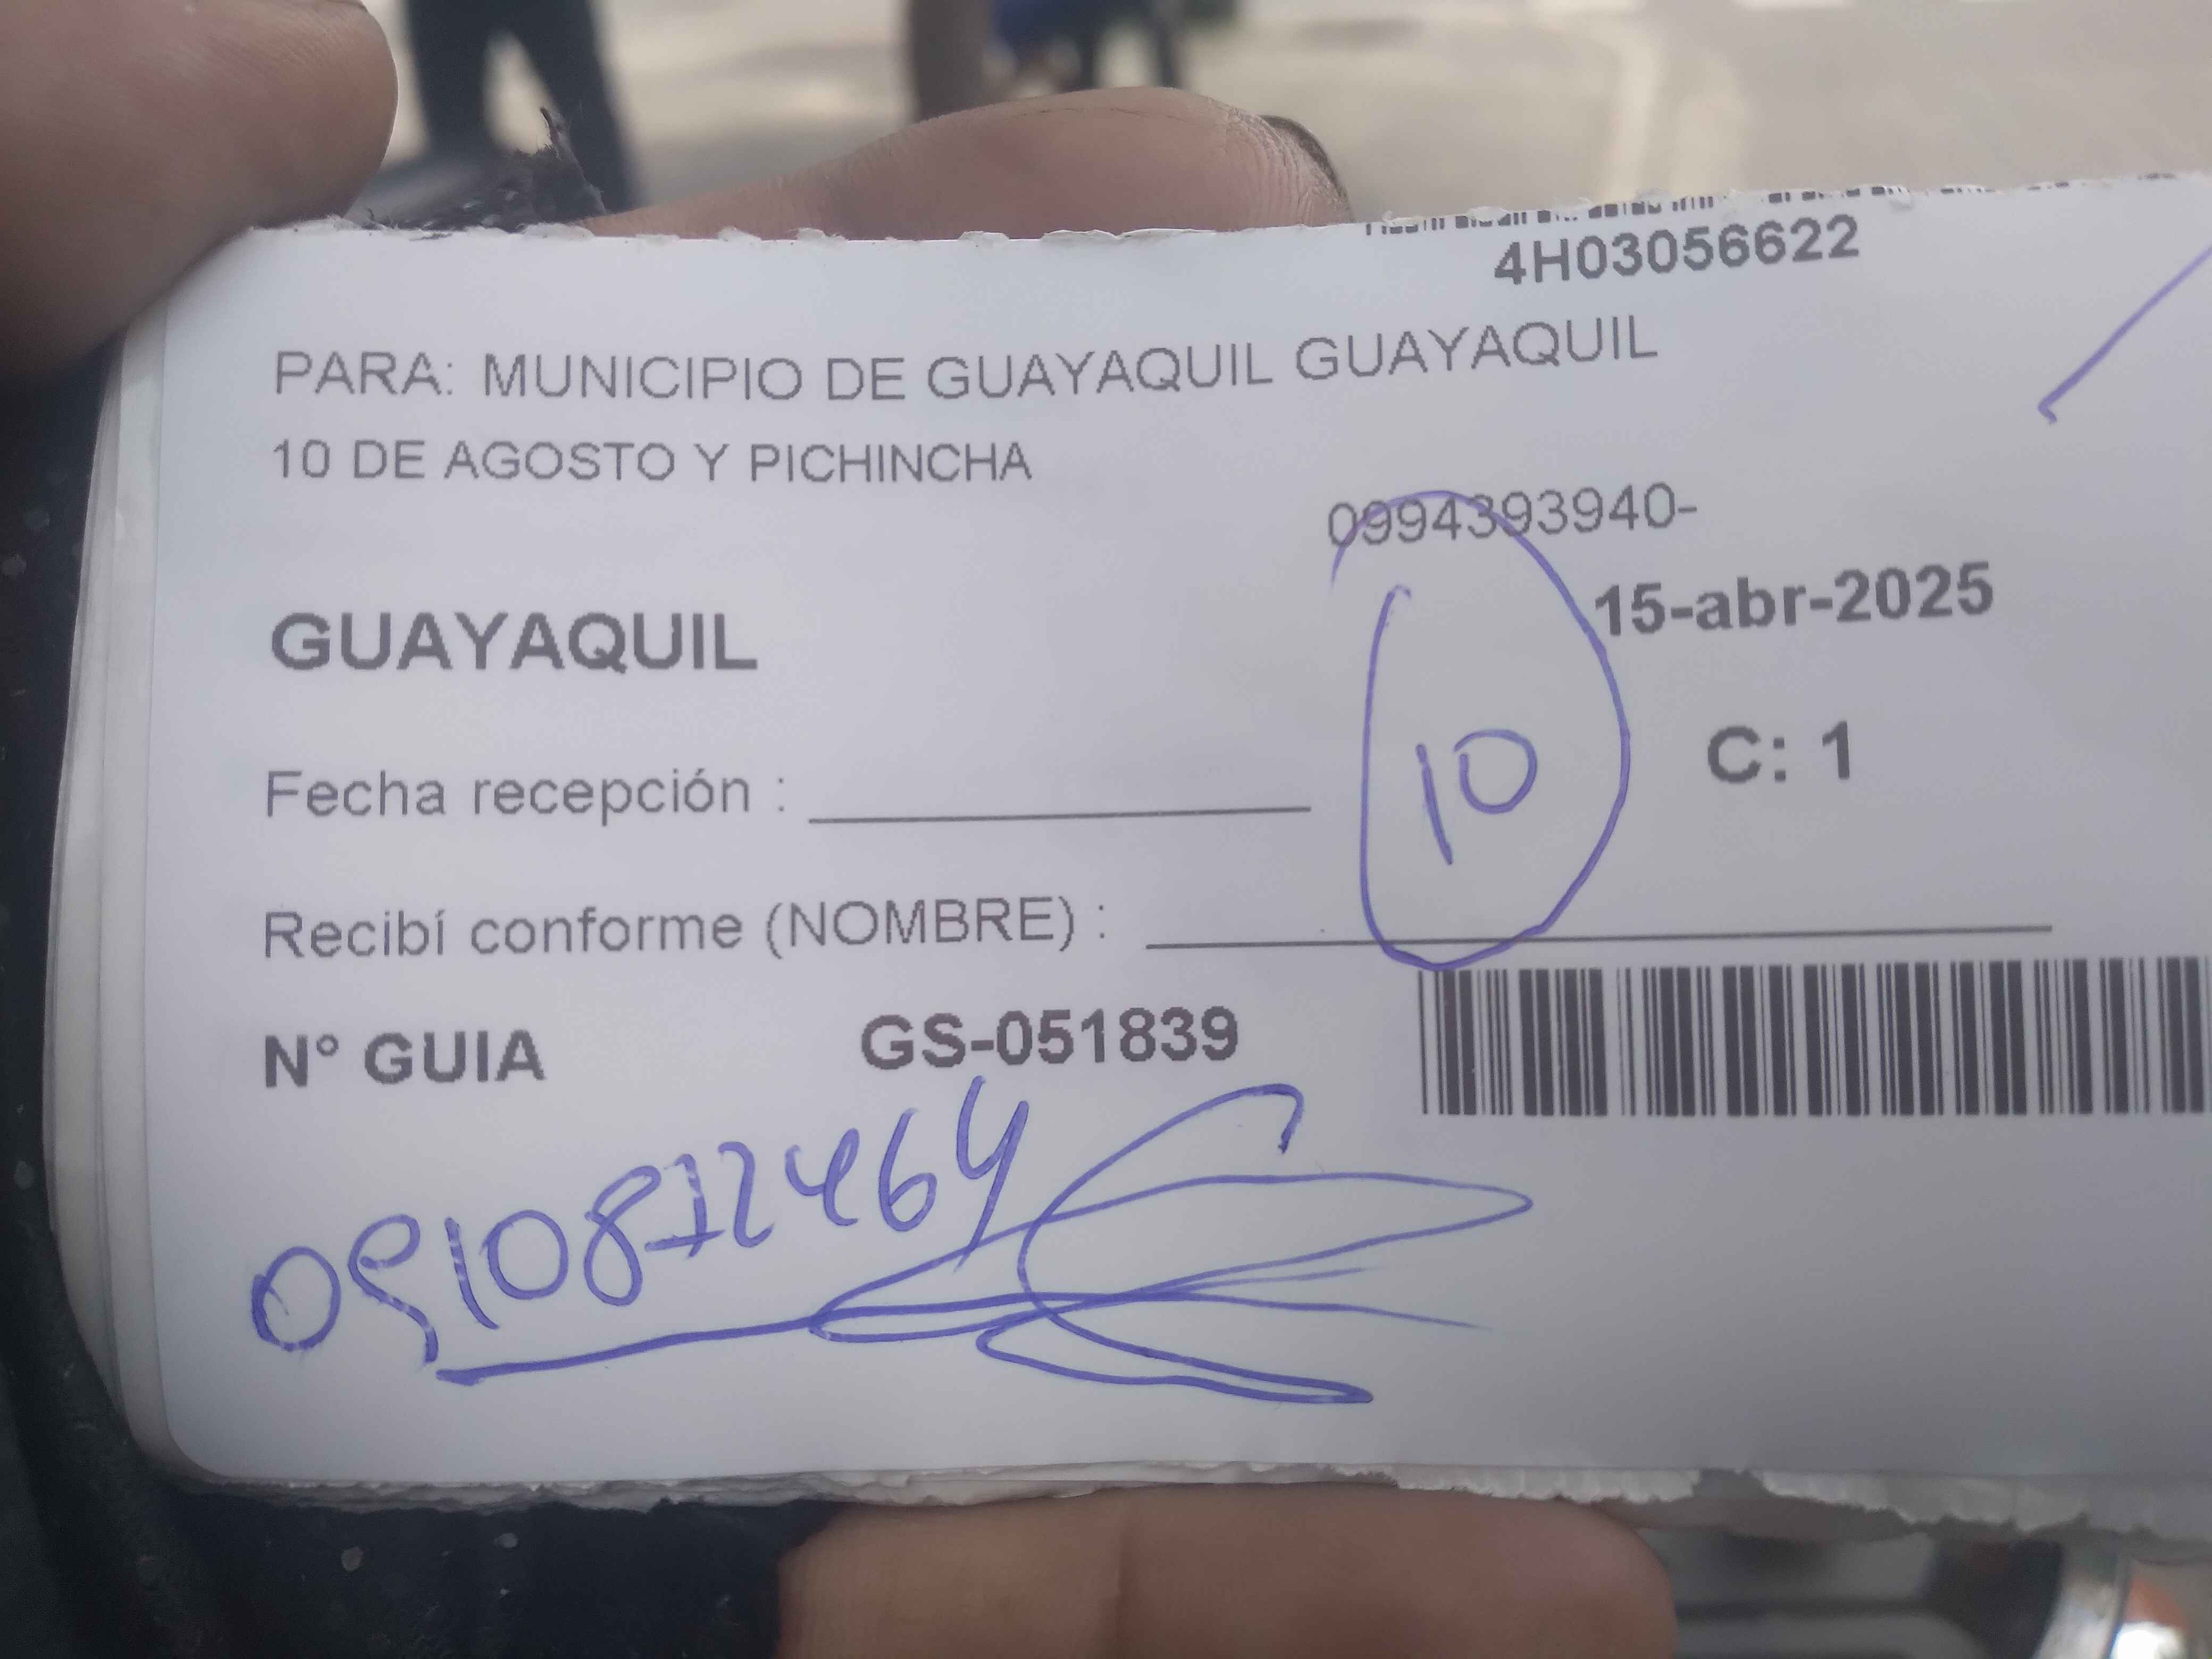 4H03056622
PARA: MUNICIPIO DE GUAYAQUIL GUAYAQUIL
10 DE AGOSTO Y PICHINCHA
0994393940-
15-abr-2025
GUAYAQUIL
C: 1
10
Fecha recepción :
Recibí conforme (NOMBRE) :
N° GUIA GS-051839
0910872464